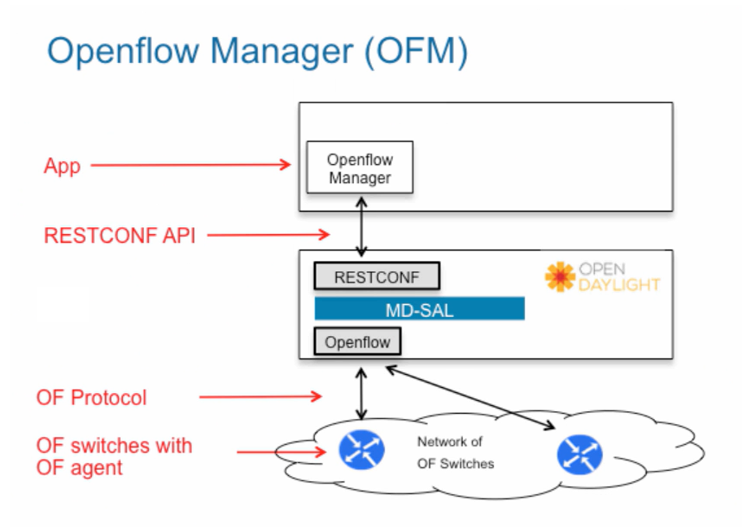 Openflow Manager (OFM)
App
Openflow
Manager
RESTCONF API
RESTCONF
OPEN
DAYLIGHT
MD-SAL
Openflow
OF Protocol
OF switches with
OF agent
Network of
OF Switches